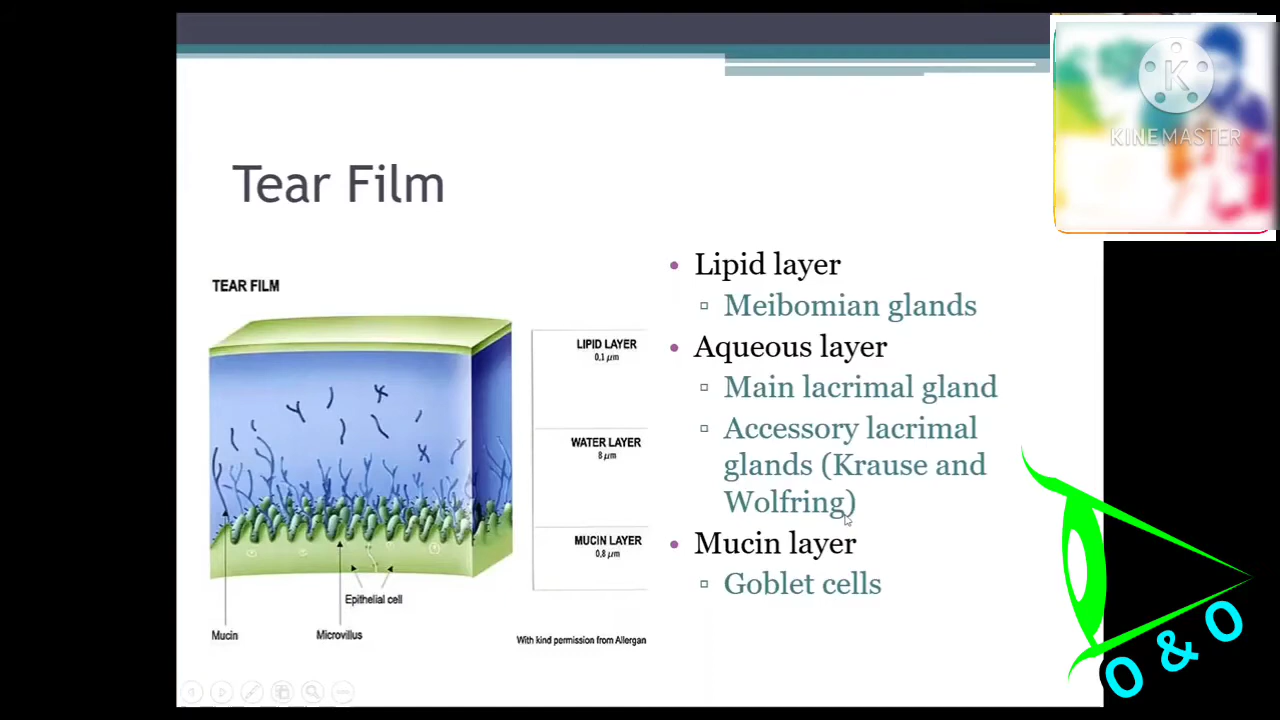 K
KINEMASTER
Tear Film
TEAR FILM
LIPID LAYER
0,1 µm
WATER LAYER
8 µm
MUCIN LAYER
0,8 µm
Epithelial cell
Mucin
Microvillus
With kind permission from Allergan
• Lipid layer
▫ Meibomian glands
• Aqueous layer
▫ Main lacrimal gland
▫ Accessory lacrimal
glands (Krause and
Wolfring)
• Mucin layer
▫ Goblet cells
O & O